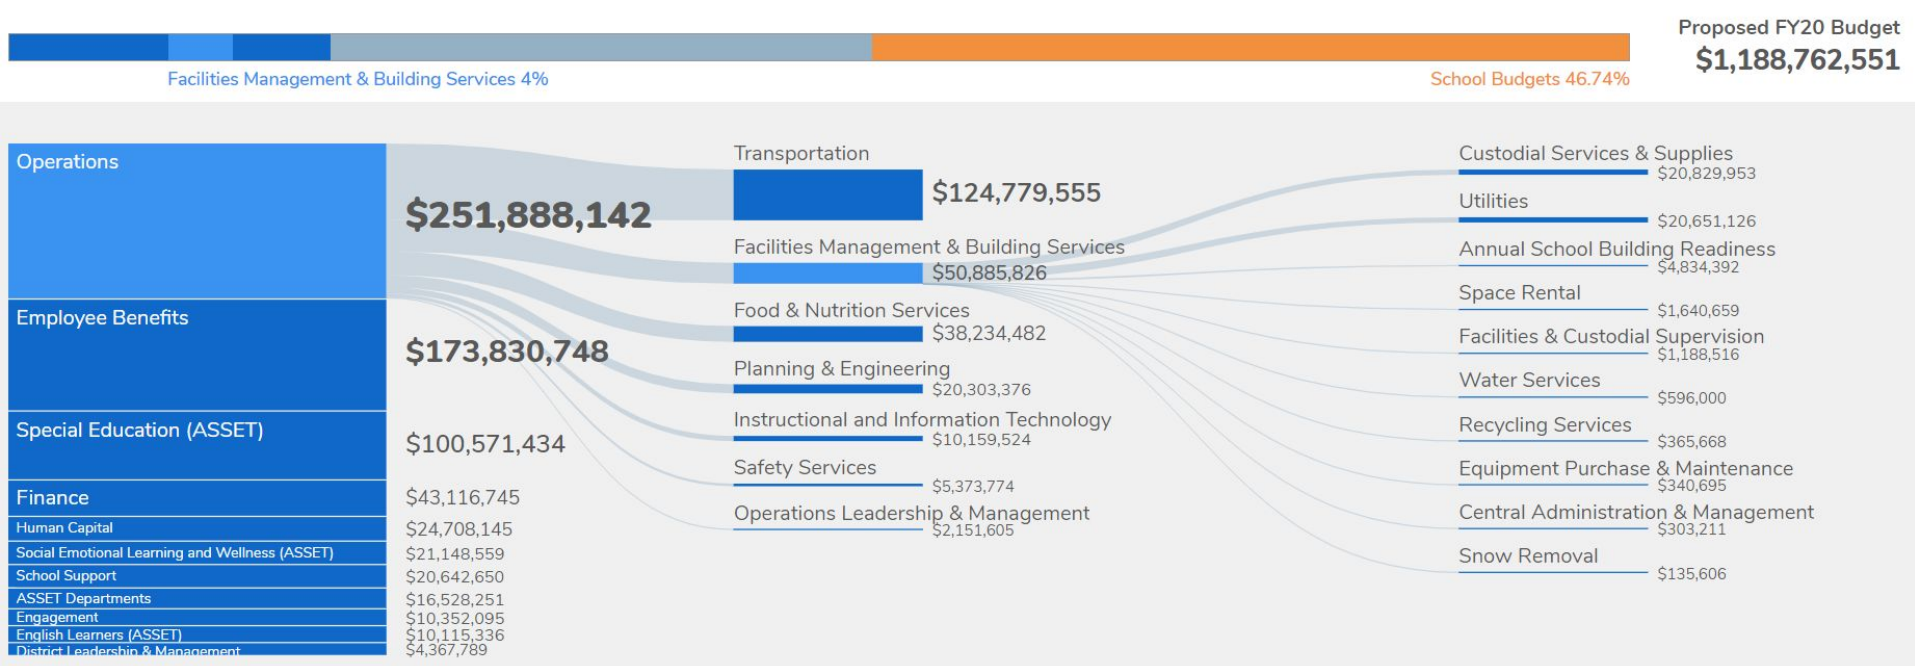 Proposed FY20 Budget
$1,188,762,551
Facilities Management & Building Services 4%
School Budgets 46.74%
Operations
$251,888,142
Employee Benefits
$173,830,748
Special Education (ASSET)
$100,571,434
Finance
$43,116,745
Human Capital
$24,708,145
Social Emotional Learning and Wellness (ASSET)
$21,148,559
School Support
$20,642,650
ASSET Departments
$16,528,251
Engagement
$10,352,095
English Learners (ASSET)
$10,115,336
District Leadership & Management
$4,367,789
Transportation
$124,779,555
Facilities Management & Building Services
$50,885,826
Food & Nutrition Services
$38,234,482
Planning & Engineering
$20,303,376
Instructional and Information Technology
$10,159,524
Safety Services
$5,373,774
Operations Leadership & Management
$2,151,605
Custodial Services & Supplies
$20,829,953
Utilities
$20,651,126
Annual School Building Readiness
$4,834,392
Space Rental
$1,640,659
Facilities & Custodial Supervision
$1,188,516
Water Services
$596,000
Recycling Services
$365,668
Equipment Purchase & Maintenance
$340,695
Central Administration & Management
$303,211
Snow Removal
$135,606